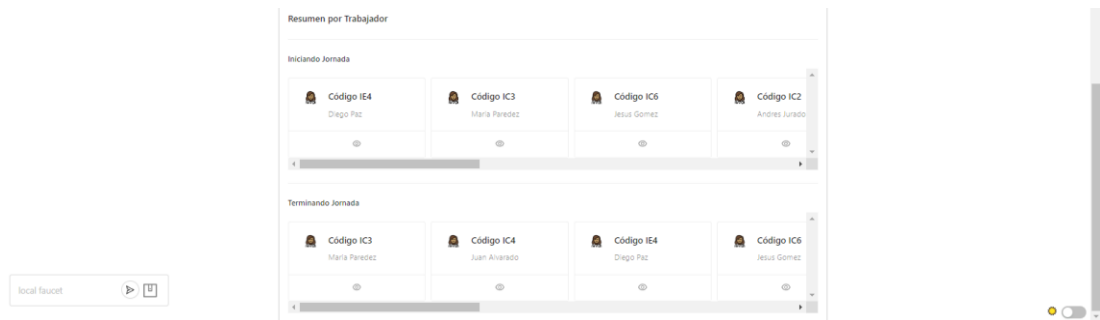 Resumen por Trabajador
Iniciando Jornada
Código IE4
Diego Paz
Código IC3
Maria Paredez
Código IC6
Jesus Gomez
Código IC2
Andres Jurado
Terminando Jornada
Código IC3
Maria Paredez
Código IC4
Juan Alvarado
Código IE4
Diego Paz
Código IC6
Jesus Gomez
local faucet